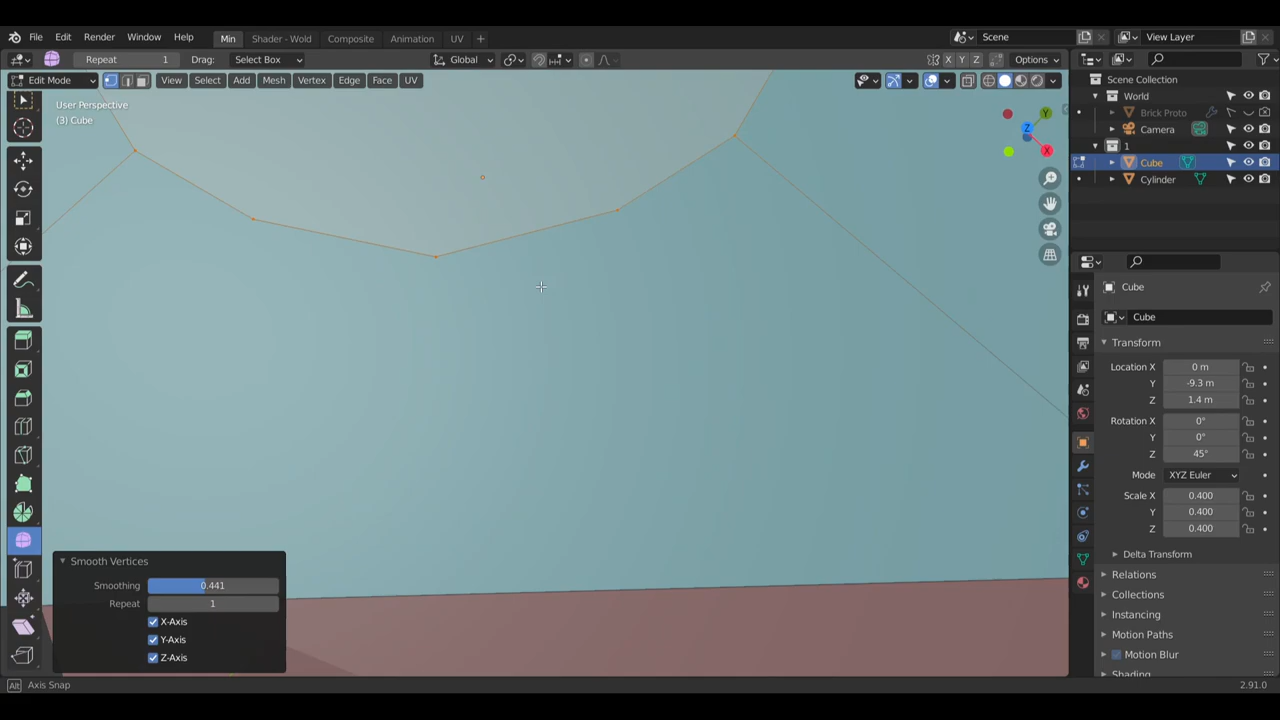 File Edit Render Window Help Min Shader - Wold Composite Animation UV + Scene View Layer
Repeat 1 Drag: Select Box Global X Y Z Options
Edit Mode View Select Add Mesh Vertex Edge Face UV
User Perspective
(3) Cube
Z Y X
Scene Collection
World
Brick Proto
Camera
1
Cube
Cylinder
Cube
Cube
Transform
Location X 0 m
Y -9.3 m
Z 1.4 m
Rotation X 0°
Y 0°
Z 45°
Mode XYZ Euler
Scale X 0.400
Y 0.400
Z 0.400
Delta Transform
Relations
Collections
Instancing
Motion Paths
Motion Blur
Shading
Smooth Vertices
Smoothing 0.441
Repeat 1
X-Axis
Y-Axis
Z-Axis
Alt Axis Snap 2.91.0